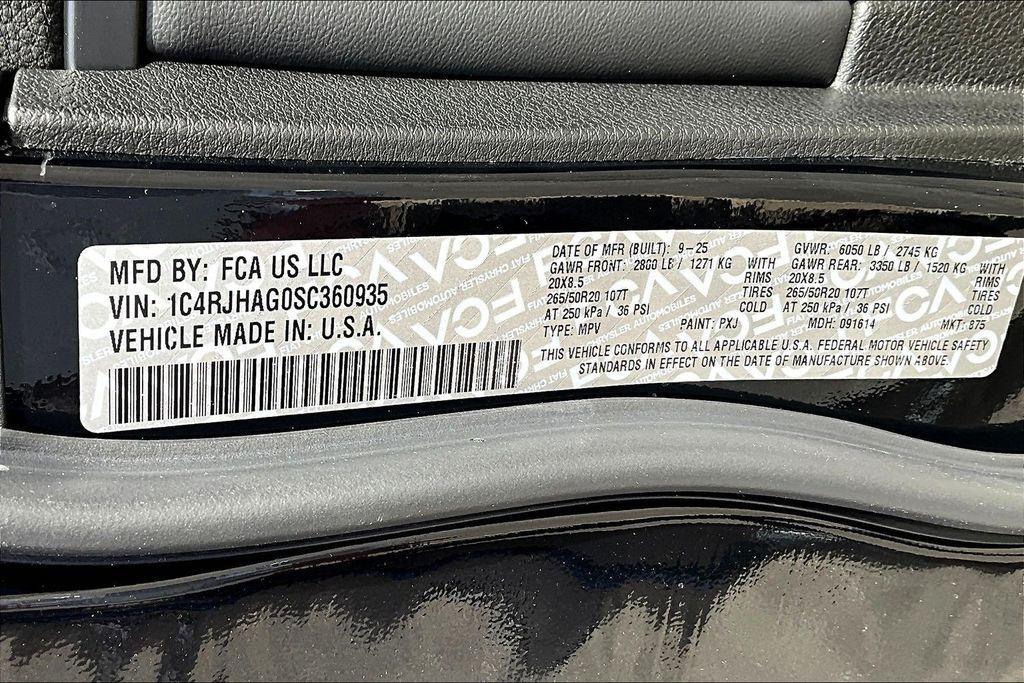 MFD BY: FCA US LLC
VIN: 1C4RJHAG0SC360935
VEHICLE MADE IN: U.S.A.
DATE OF MFR (BUILT): 9-25 GVWR: 6050 LB / 2745 KG
GAWR FRONT: 2800 LB / 1271 KG WITH GAWR REAR: 3350 LB / 1520 KG WITH
20X8.5 RIMS 20X8.5 RIMS
265/50R20 107T TIRES 265/50R20 107T TIRES
AT 250 kPa / 36 PSI COLD AT 250 kPa / 36 PSI COLD
TYPE: MPV PAINT: PXJ MDH: 091614 MKT: 875
THIS VEHICLE CONFORMS TO ALL APPLICABLE U.S.A. FEDERAL MOTOR VEHICLE SAFETY
STANDARDS IN EFFECT ON THE DATE OF MANUFACTURE SHOWN ABOVE.